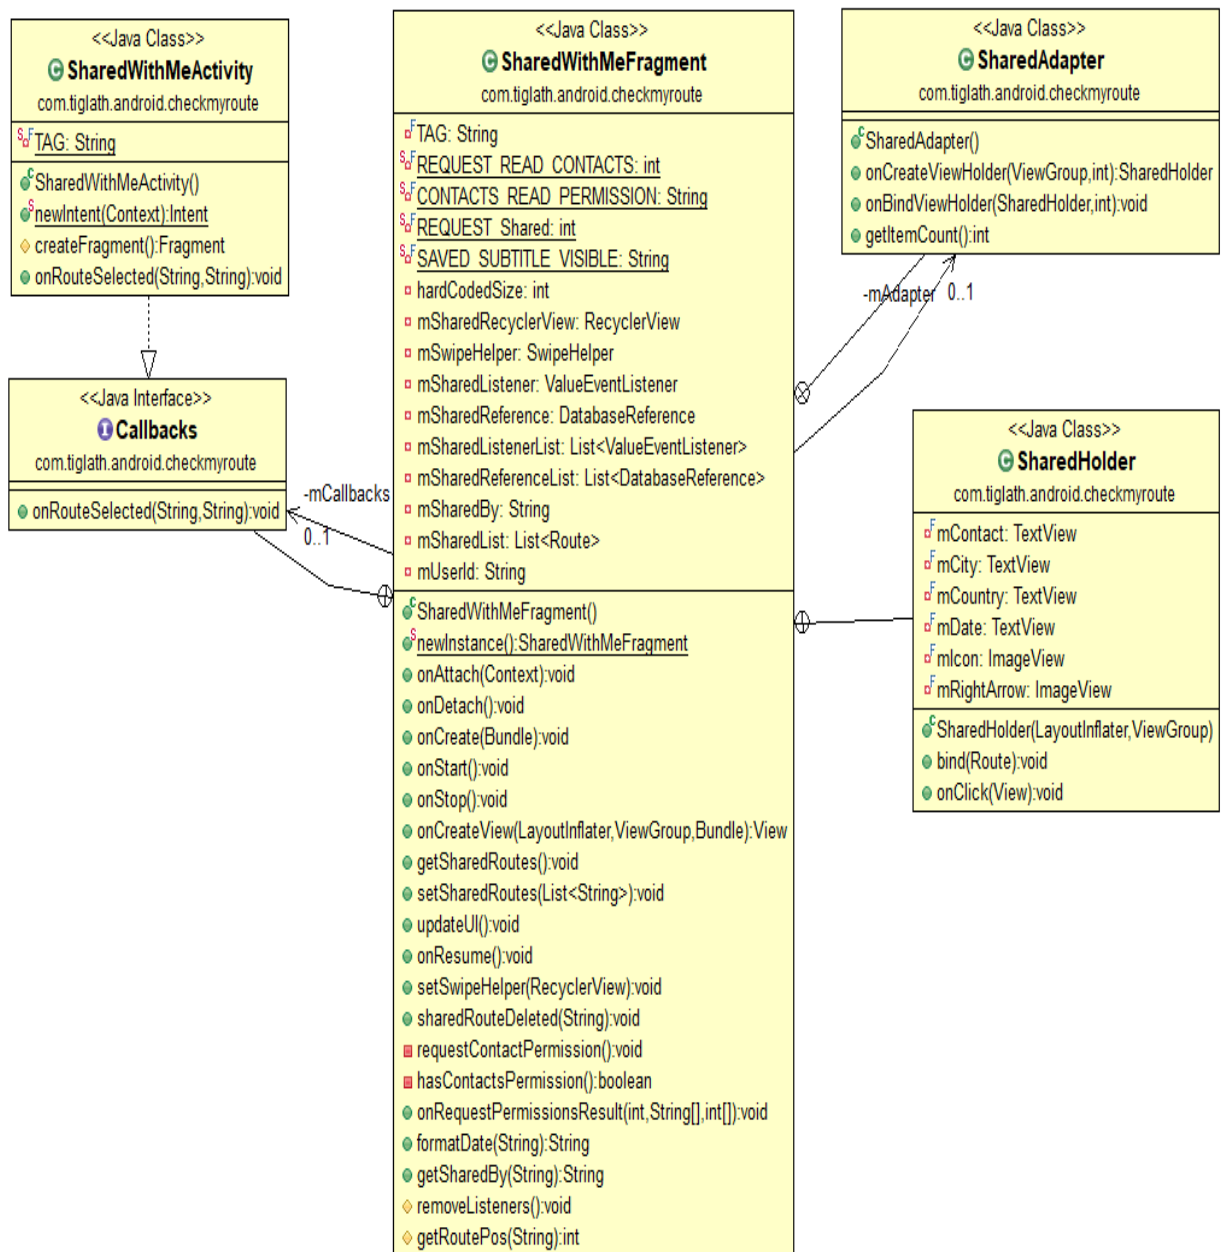 <<Java Class>>
SharedWithMeActivity
com.tiglath.android.checkmyroute
TAG: String
SharedWithMeActivity()
newIntent(Context):Intent
createFragment():Fragment
onRouteSelected(String,String):void
<<Java Interface>>
Callbacks
com.tiglath.android.checkmyroute
onRouteSelected(String,String):void
-mCallbacks
0..1
<<Java Class>>
SharedWithMeFragment
com.tiglath.android.checkmyroute
TAG: String
REQUEST_READ_CONTACTS: int
CONTACTS_READ_PERMISSION: String
REQUEST_Shared: int
SAVED_SUBTITLE_VISIBLE: String
hardCodedSize: int
mSharedRecyclerView: RecyclerView
mSwipeHelper: SwipeHelper
mSharedListener: ValueEventListener
mSharedReference: DatabaseReference
mSharedListenerList: List<ValueEventListener>
mSharedReferenceList: List<DatabaseReference>
mSharedBy: String
mSharedList: List<Route>
mUserId: String
SharedWithMeFragment()
newInstance():SharedWithMeFragment
onAttach(Context):void
onDetach():void
onCreate(Bundle):void
onStart():void
onStop():void
onCreateView(LayoutInflater,ViewGroup,Bundle):View
getSharedRoutes():void
setSharedRoutes(List<String>):void
updateUI():void
onResume():void
setSwipeHelper(RecyclerView):void
sharedRouteDeleted(String):void
requestContactPermission():void
hasContactsPermission():boolean
onRequestPermissionsResult(int,String[],int[]):void
formatDate(String):String
getSharedBy(String):String
removeListeners():void
getRoutePos(String):int
<<Java Class>>
SharedAdapter
com.tiglath.android.checkmyroute
SharedAdapter()
onCreateViewHolder(ViewGroup,int):SharedHolder
onBindViewHolder(SharedHolder,int):void
getItemCount():int
-mAdapter 0..1
<<Java Class>>
SharedHolder
com.tiglath.android.checkmyroute
mContact: TextView
mCity: TextView
mCountry: TextView
mDate: TextView
mIcon: ImageView
mRightArrow: ImageView
SharedHolder(LayoutInflater,ViewGroup)
bind(Route):void
onClick(View):void